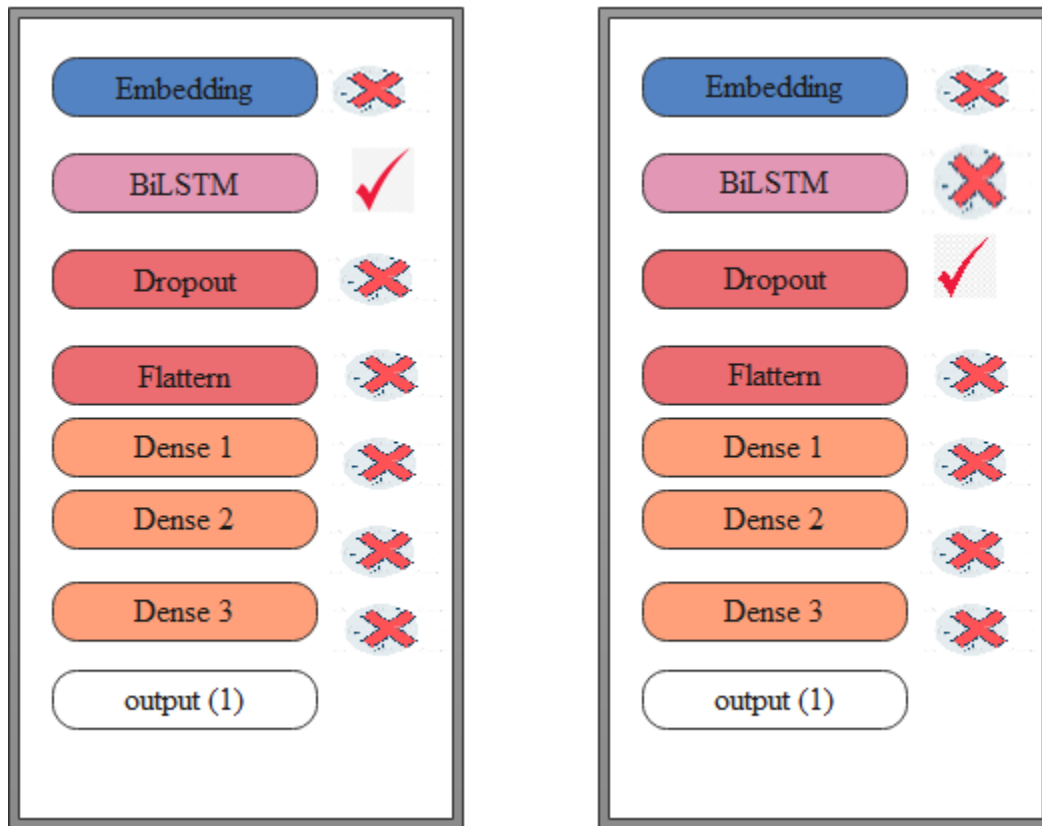 Embedding
BiLSTM
Dropout
Flattern
Dense 1
Dense 2
Dense 3
output (1)
Embedding
BiLSTM
Dropout
Flattern
Dense 1
Dense 2
Dense 3
output (1)